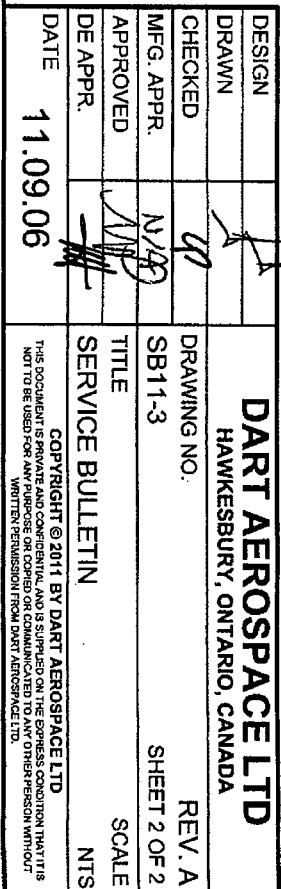 DESIGN
DRAWN
CHECKED
MFG. APPR. N/A
APPROVED
DE APPR.
DATE 11.09.06
DART AEROSPACE LTD
HAWKESBURY, ONTARIO, CANADA
DRAWING NO. REV. A
SB11-3 SHEET 2 OF 2
TITLE SCALE
SERVICE BULLETIN NTS
COPYRIGHT © 2011 BY DART AEROSPACE LTD
THIS DOCUMENT IS PRIVATE AND CONFIDENTIAL AND IS SUPPLIED ON THE EXPRESS CONDITION THAT IT IS
NOT TO BE USED FOR ANY PURPOSE OR COPIED OR COMMUNICATED TO ANY OTHER PERSON WITHOUT
WRITTEN PERMISSION FROM DART AEROSPACE LTD.